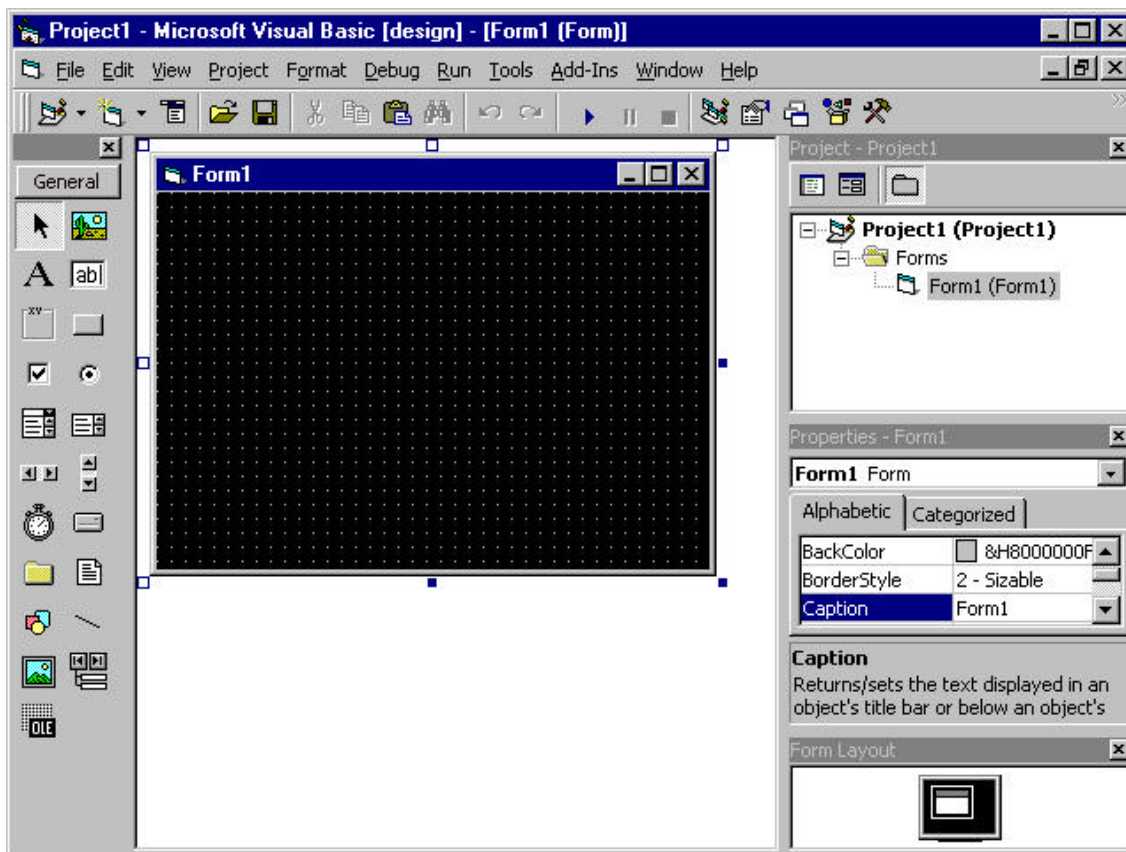 Project1 - Microsoft Visual Basic [design] - [Form1 (Form)]
File Edit View Project Format Debug Run Tools Add-Ins Window Help
General
A ab|
xv
OLE
Form1
Project - Project1
Project1 (Project1)
Forms
Form1 (Form1)
Properties - Form1
Form1 Form
Alphabetic Categorized
BackColor &H8000000F
BorderStyle 2 - Sizable
Caption Form1
Caption
Returns/sets the text displayed in an
object's title bar or below an object's
Form Layout